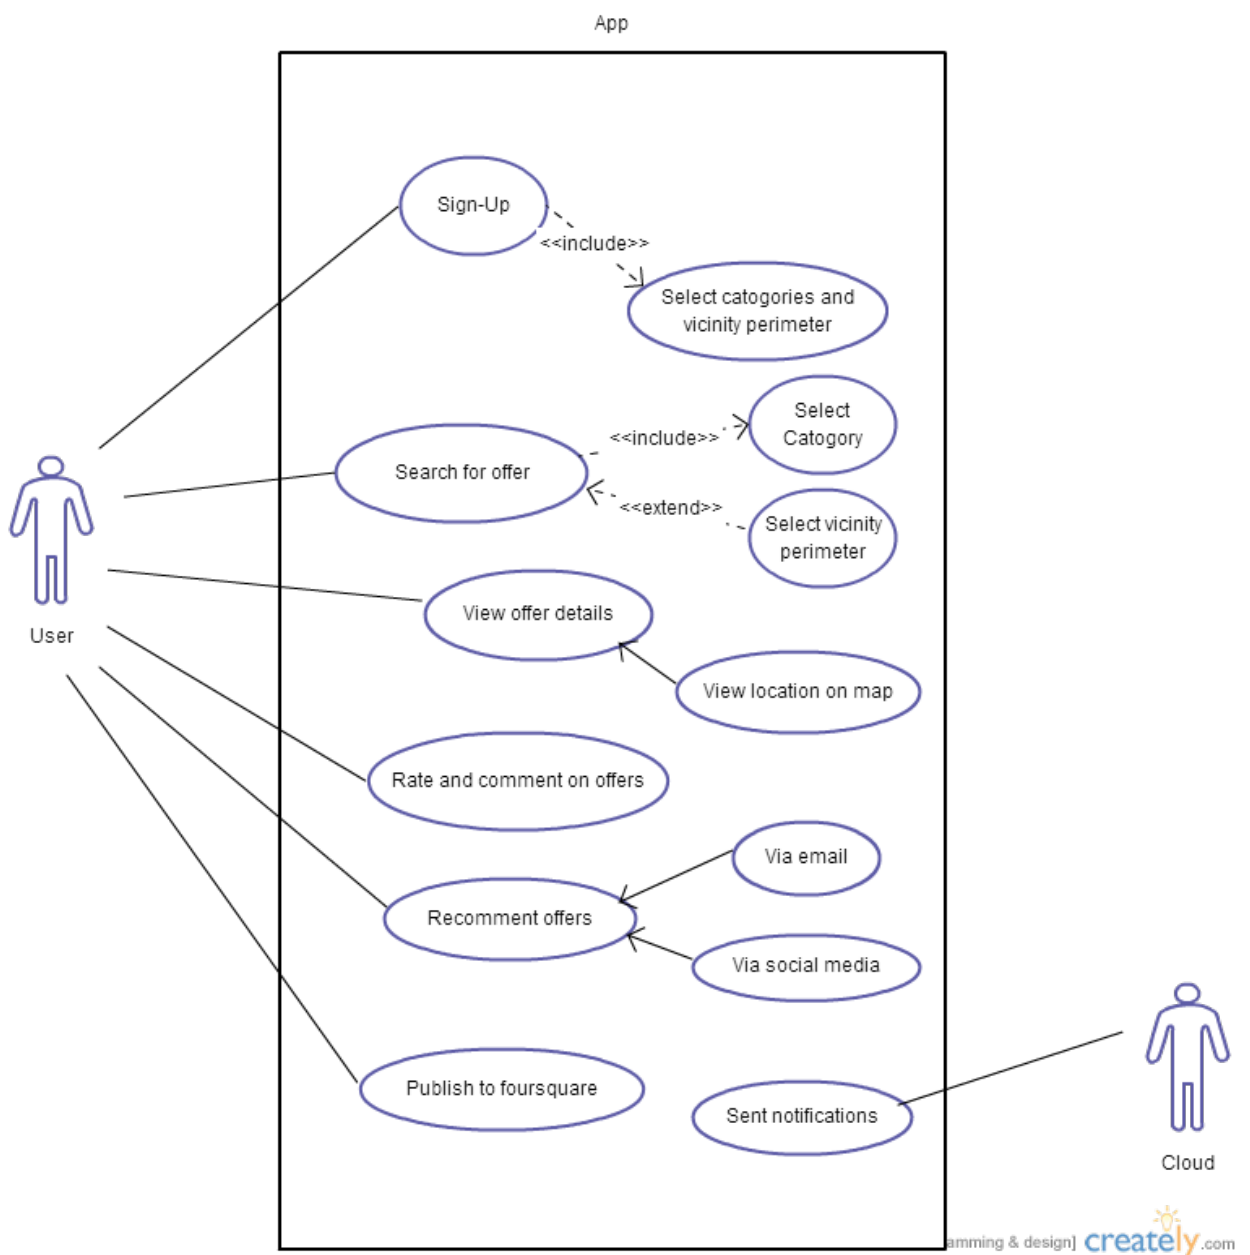 App
Sign-Up
<<include>>
Select catogories and
vicinity perimeter
Select
Catogory
<<include>>
Search for offer
<<extend>>
Select vicinity
perimeter
View offer details
User
View location on map
Rate and comment on offers
Via email
Recomment offers
Via social media
Publish to foursquare
Sent notifications
Cloud
amming & design] creately.com